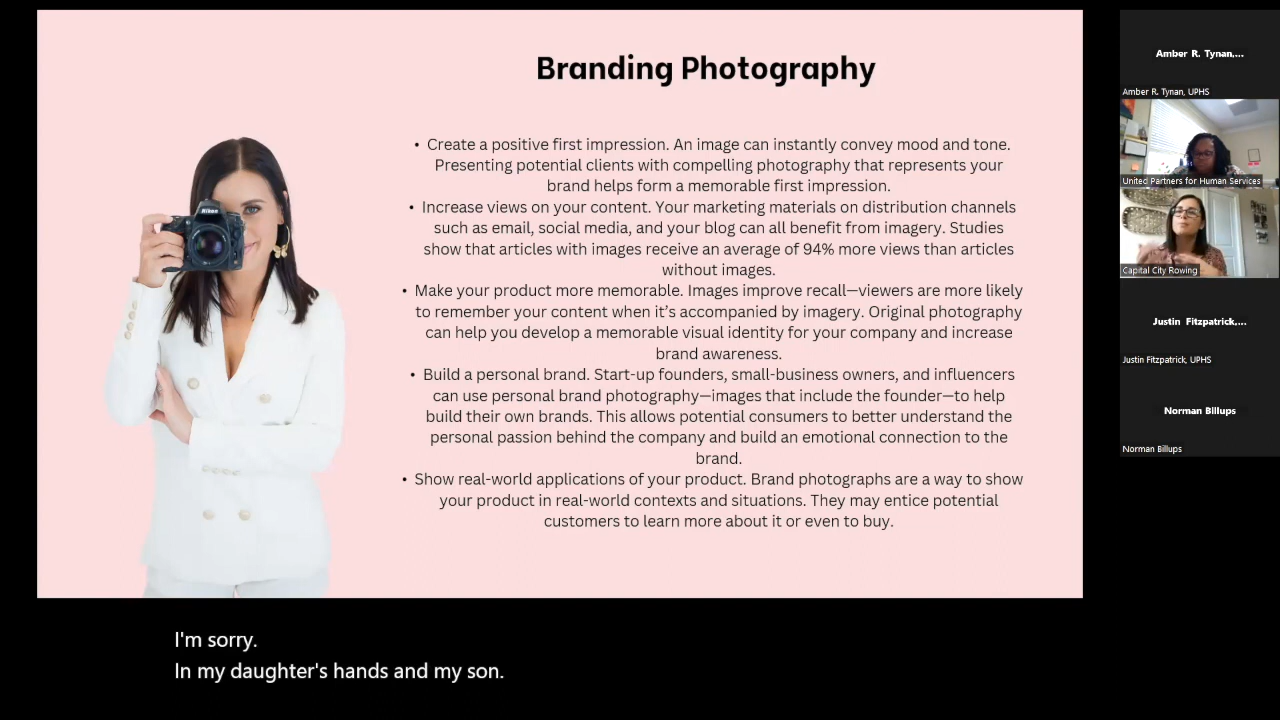 Branding Photography
• Create a positive first impression. An image can instantly convey mood and tone.
Presenting potential clients with compelling photography that represents your
brand helps form a memorable first impression.
• Increase views on your content. Your marketing materials on distribution channels
such as email, social media, and your blog can all benefit from imagery. Studies
show that articles with images receive an average of 94% more views than articles
without images.
• Make your product more memorable. Images improve recall—viewers are more likely
to remember your content when it’s accompanied by imagery. Original photography
can help you develop a memorable visual identity for your company and increase
brand awareness.
• Build a personal brand. Start-up founders, small-business owners, and influencers
can use personal brand photography—images that include the founder—to help
build their own brands. This allows potential consumers to better understand the
personal passion behind the company and build an emotional connection to the
brand.
• Show real-world applications of your product. Brand photographs are a way to show
your product in real-world contexts and situations. They may entice potential
customers to learn more about it or even to buy.
Nikon
I'm sorry.
In my daughter's hands and my son.
Amber R. Tynan,...
Amber R. Tynan, UPHS
United Partners for Human Services
Capital City Rowing
Justin Fitzpatrick,...
Justin Fitzpatrick, UPHS
Norman Billups
Norman Billups